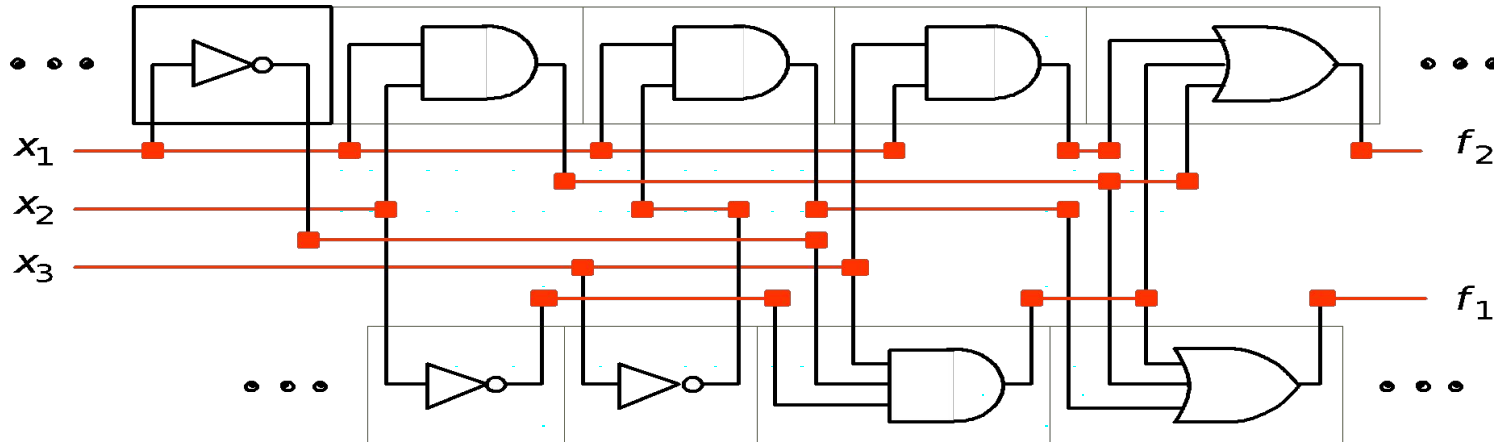 x₁ f₂
x₂
x₃
f₁